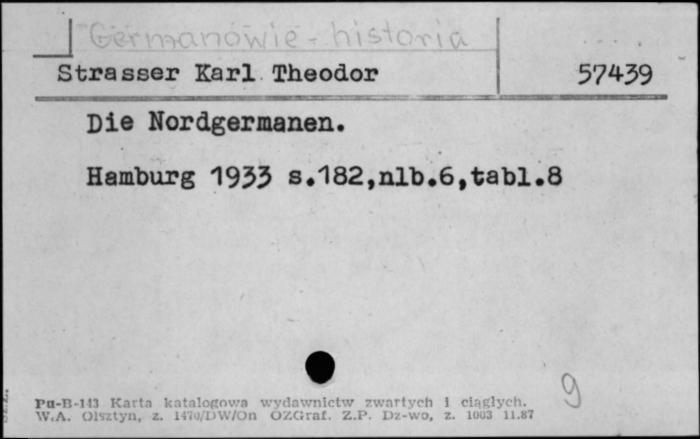 Germanowie - historia
Strasser Karl Theodor 57439
Die Nordgermanen.
Hamburg 1933 s.182,nlb.6,tabl.8
9
Pu-B-143 Karta katalogowa wydawnictw zwartych i ciągłych.
W.A. Olsztyn, z. 1470/DW/On OZGraf. Z.P. Dz-wo, z. 1003 11.87